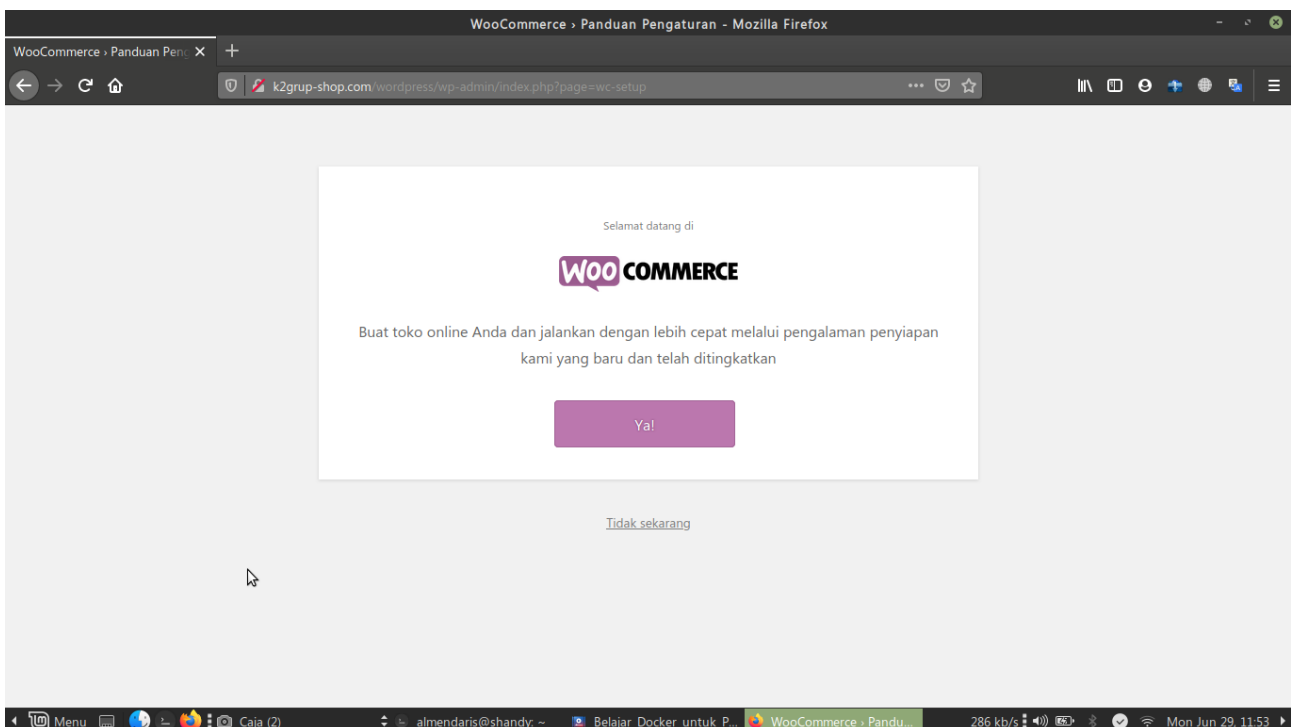 WooCommerce › Panduan Pengaturan - Mozilla Firefox
WooCommerce › Panduan Peng
k2grup-shop.com/wordpress/wp-admin/index.php?page=wc-setup
Selamat datang di
WOO COMMERCE
Buat toko online Anda dan jalankan dengan lebih cepat melalui pengalaman penyiapan
kami yang baru dan telah ditingkatkan
Ya!
Tidak sekarang
Menu Caja (2) almendaris@shandy: ~ Belajar Docker untuk P... WooCommerce › Pandu... 286 kb/s Mon Jun 29, 11:53